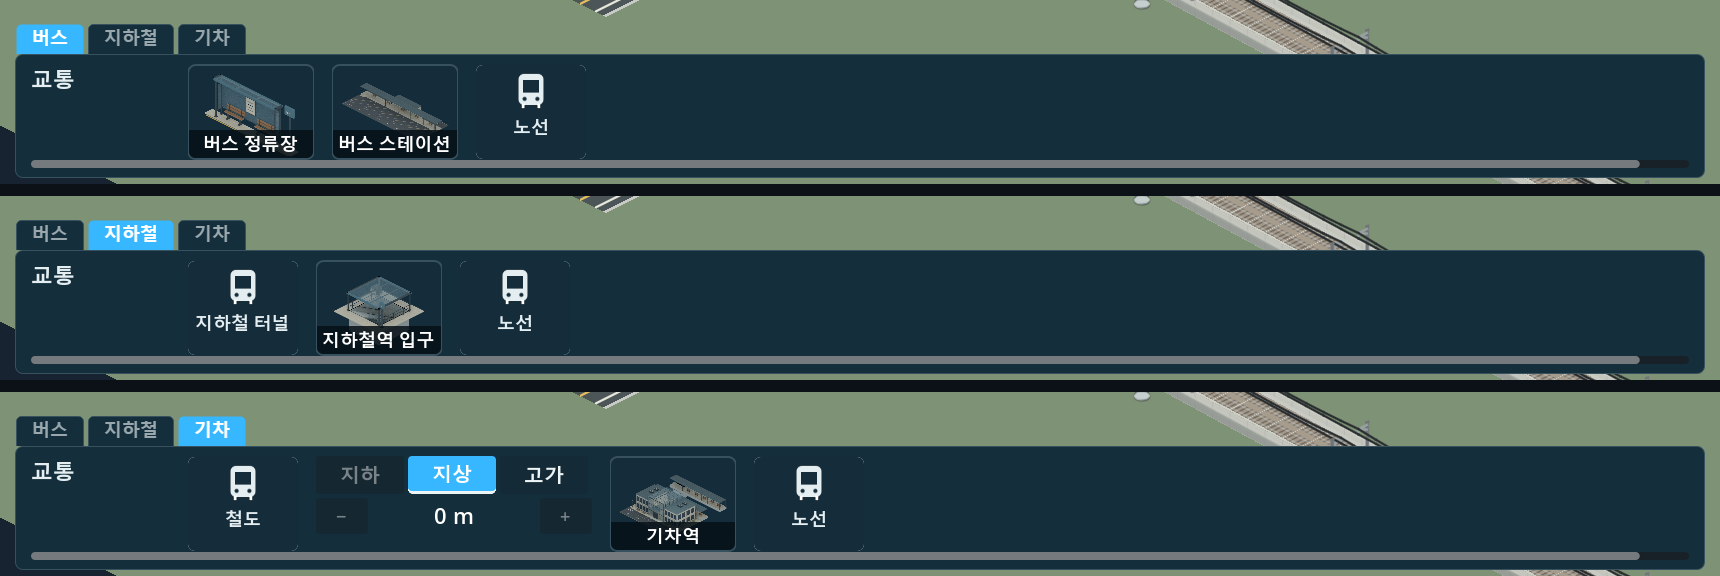 버스 지하철 기차
교통
버스 정류장 버스 스테이션 노선
버스 지하철 기차
교통
지하철 터널 지하철역 입구 노선
버스 지하철 기차
교통
지하 지상 고가
철도 − 0 m + 기차역 노선